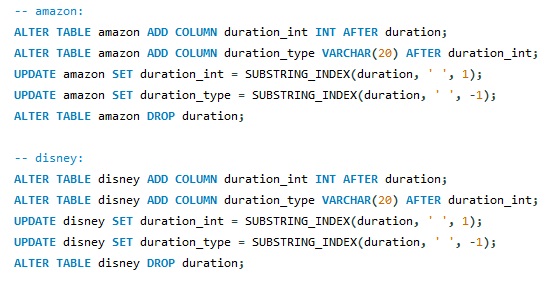 -- amazon:
ALTER TABLE amazon ADD COLUMN duration_int INT AFTER duration;
ALTER TABLE amazon ADD COLUMN duration_type VARCHAR(20) AFTER duration_int;
UPDATE amazon SET duration_int = SUBSTRING_INDEX(duration, ' ', 1);
UPDATE amazon SET duration_type = SUBSTRING_INDEX(duration, ' ', -1);
ALTER TABLE amazon DROP duration;
-- disney:
ALTER TABLE disney ADD COLUMN duration_int INT AFTER duration;
ALTER TABLE disney ADD COLUMN duration_type VARCHAR(20) AFTER duration_int;
UPDATE disney SET duration_int = SUBSTRING_INDEX(duration, ' ', 1);
UPDATE disney SET duration_type = SUBSTRING_INDEX(duration, ' ', -1);
ALTER TABLE disney DROP duration;